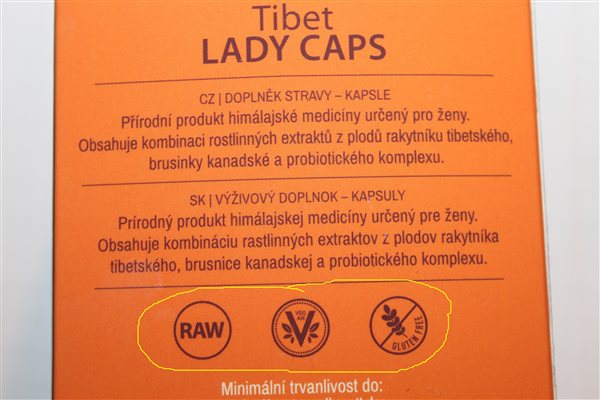 Tibet
LADY CAPS
CZ | DOPLNĚK STRAVY – KAPSLE
Přírodní produkt himálajské medicíny určený pro ženy.
Obsahuje kombinaci rostlinných extraktů z plodů rakytníku tibetského,
brusinky kanadské a probiotického komplexu.
SK | VÝŽIVOVÝ DOPLNOK – KAPSULY
Prírodný produkt himálajskej medicíny určený pre ženy.
Obsahuje kombináciu rastlinných extraktov z plodov rakytníka
tibetského, brusnice kanadskej a probiotického komplexu.
RAW
VEG
AN
GLUTEN FREE
Minimální trvanlivost do: